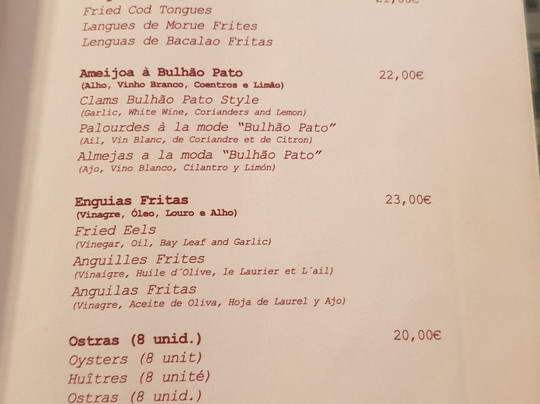 Fried Cod Tongues
Langues de Morue Frites
Lenguas de Bacalao Fritas
Ameijoa à Bulhão Pato 22,00€
(Alho, Vinho Branco, Coentros e Limão)
Clams Bulhão Pato Style
(Garlic, White Wine, Corianders and Lemon)
Palourdes à la mode “Bulhão Pato”
(Ail, Vin Blanc, de Coriandre et de Citron)
Almejas a la moda “Bulhão Pato”
(Ajo, Vino Blanco, Cilantro y Limón)
Enguias Fritas 23,00€
(Vinagre, Óleo, Louro e Alho)
Fried Eels
(Vinegar, Oil, Bay Leaf and Garlic)
Anguilles Frites
(Vinaigre, Huile d´Olive, le Laurier et L´ail)
Anguilas Fritas
(Vinagre, Aceite de Oliva, Hoja de Laurel y Ajo)
Ostras (8 unid.) 20,00€
Oysters (8 unit)
Huîtres (8 unité)
Ostras (8 unid.)